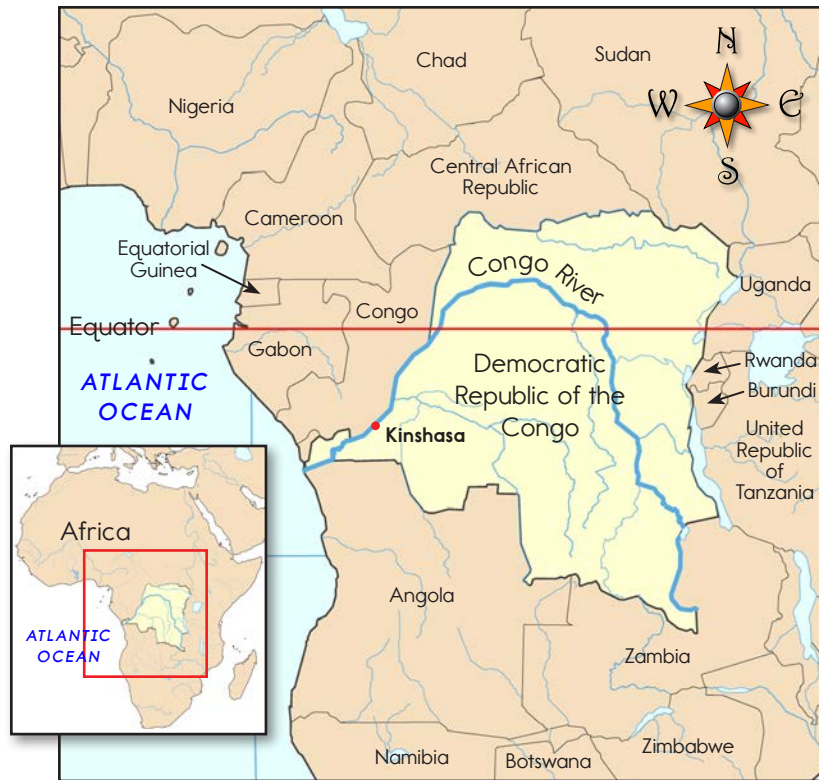 N
W
E
S
Chad
Sudan
Nigeria
Central African
Republic
Cameroon
Equatorial
Guinea
Congo River
Uganda
Congo
Equator
Gabon
Rwanda
Democratic
Republic of the
Congo
Burundi
ATLANTIC
OCEAN
Kinshasa
United
Republic
of
Tanzania
Africa
Angola
ATLANTIC
OCEAN
Zambia
Zimbabwe
Namibia
Botswana